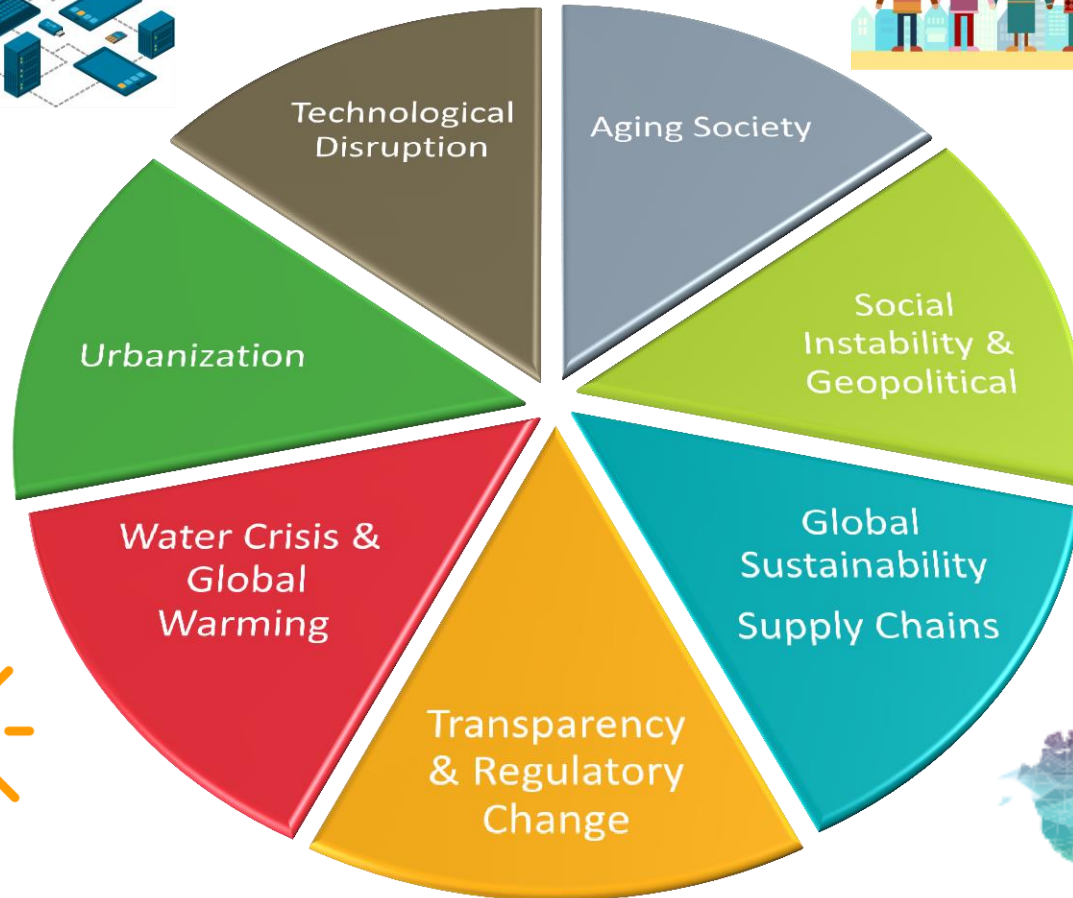 Technological
Disruption
Aging Society
Social
Instability &
Geopolitical
Urbanization
Global
Sustainability
Supply Chains
Water Crisis &
Global
Warming
Transparency
& Regulatory
Change